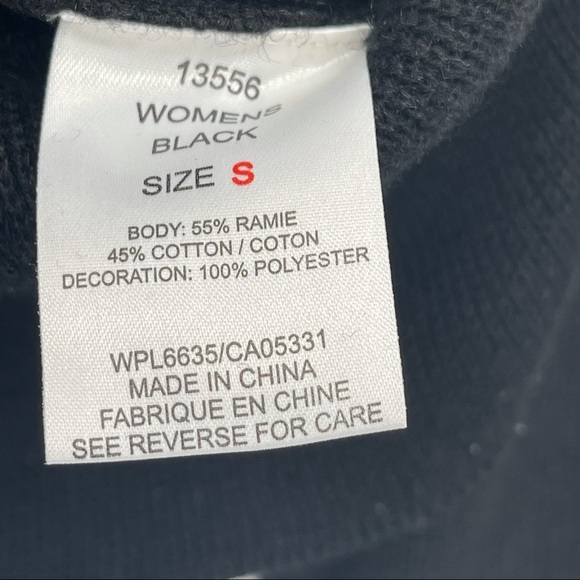 13556
WOMENS
BLACK
SIZE S
BODY: 55% RAMIE
45% COTTON / COTON
DECORATION: 100% POLYESTER
WPL6635/CA05331
MADE IN CHINA
FABRIQUE EN CHINE
SEE REVERSE FOR CARE